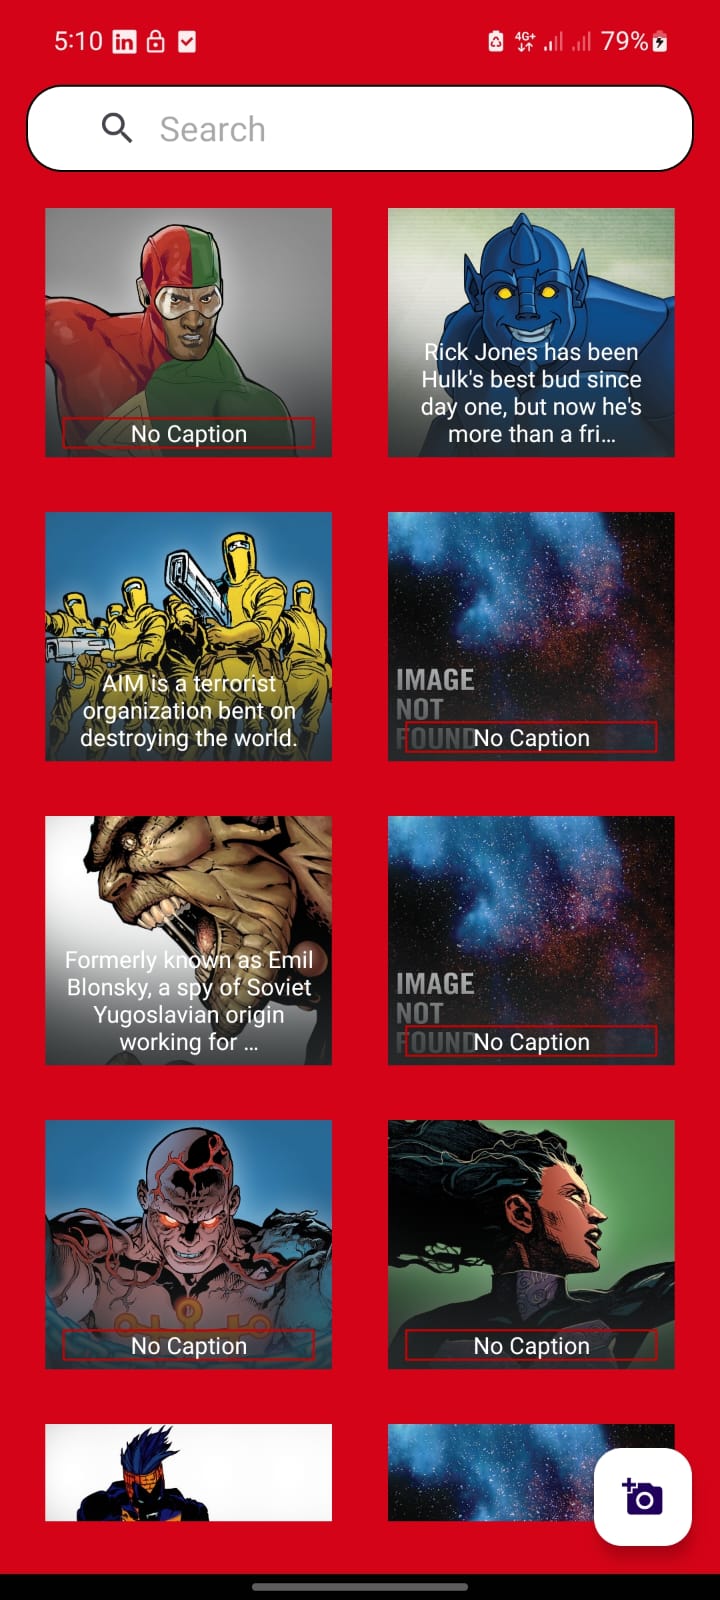 5:10 in 4G+ 79%
Search
No Caption
Rick Jones has been
Hulk's best bud since
day one, but now he's
more than a fri...
AIM is a terrorist
organization bent on
destroying the world.
IMAGE
NOT
FOUND
No Caption
Formerly known as Emil
Blonsky, a spy of Soviet
Yugoslavian origin
working for ...
IMAGE
NOT
FOUND
No Caption
No Caption
No Caption